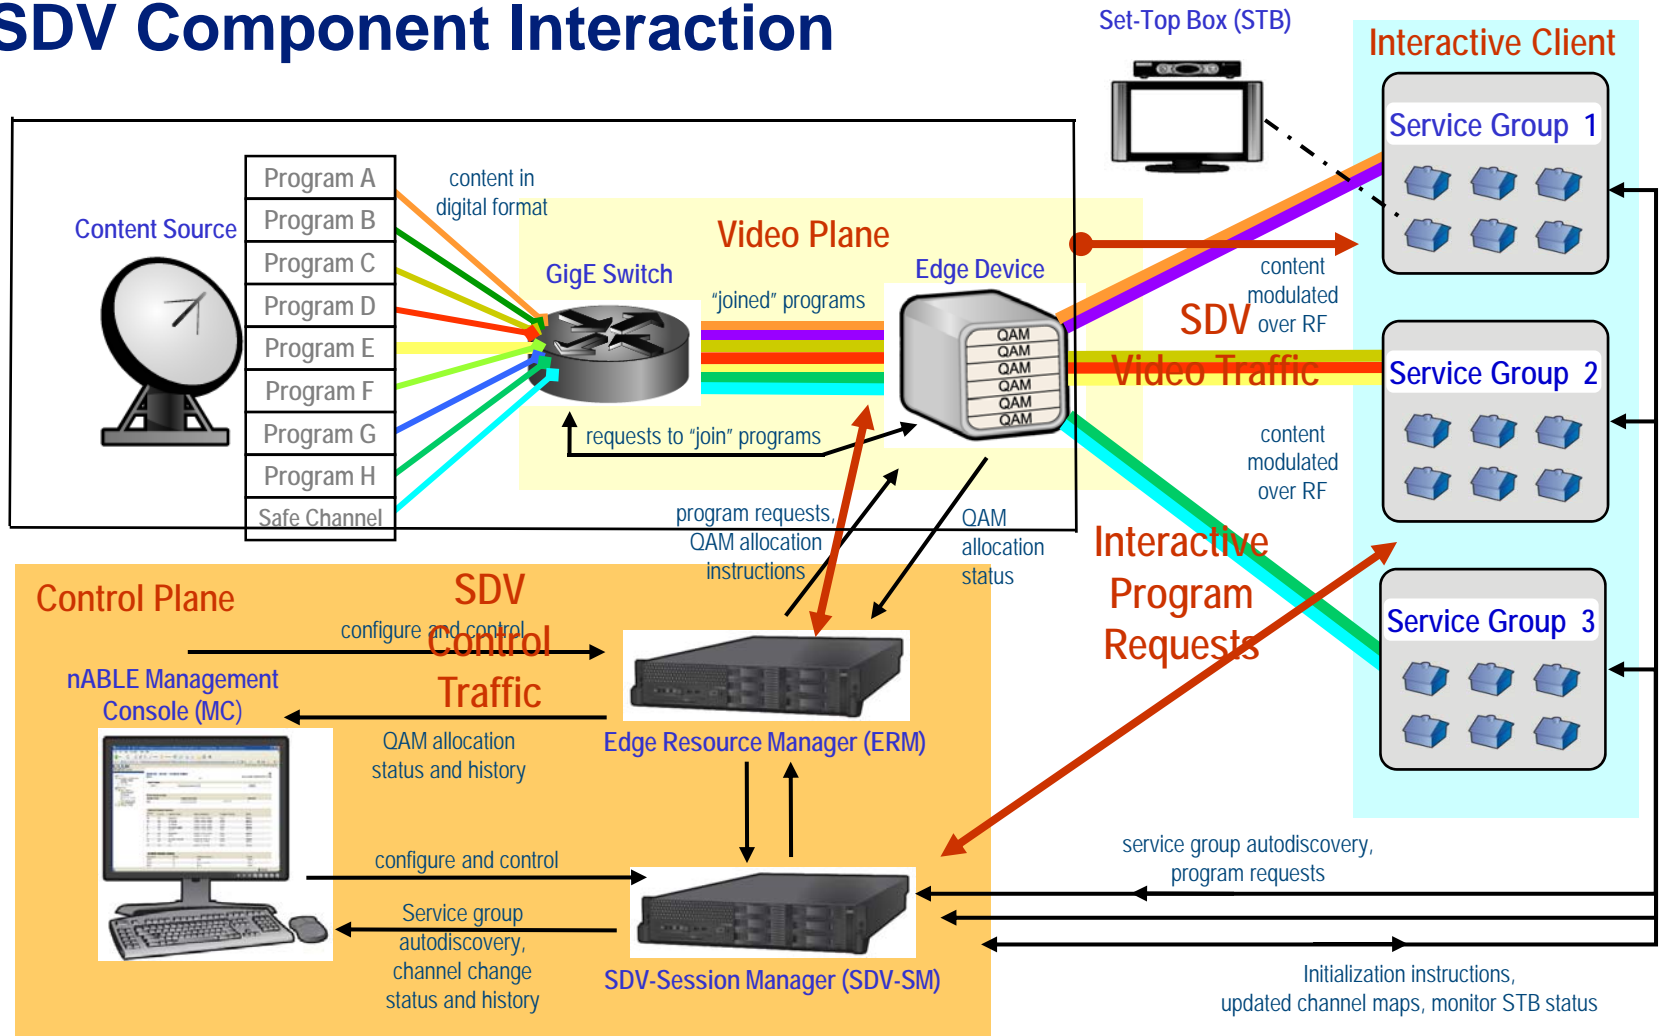 SDV Component Interaction
Set-Top Box (STB)
Interactive Client
Service Group 1
Content Source
Program A
Program B
Program C
Program D
Program E
Program F
Program G
Program H
Safe Channel
content in
digital format
Video Plane
GigE Switch
Edge Device
"joined" programs
QAM
QAM
QAM
QAM
QAM
QAM
requests to "join" programs
content
modulated
over RF
SDV
Video Traffic
Service Group 2
content
modulated
over RF
program requests,
QAM allocation
instructions
QAM
allocation
status
Interactive
Program
Requests
Service Group 3
Control Plane
SDV
Control
Traffic
configure and control
nABLE Management
Console (MC)
QAM allocation
status and history
Edge Resource Manager (ERM)
configure and control
Service group
autodiscovery,
channel change
status and history
SDV-Session Manager (SDV-SM)
service group autodiscovery,
program requests
Initialization instructions,
updated channel maps, monitor STB status